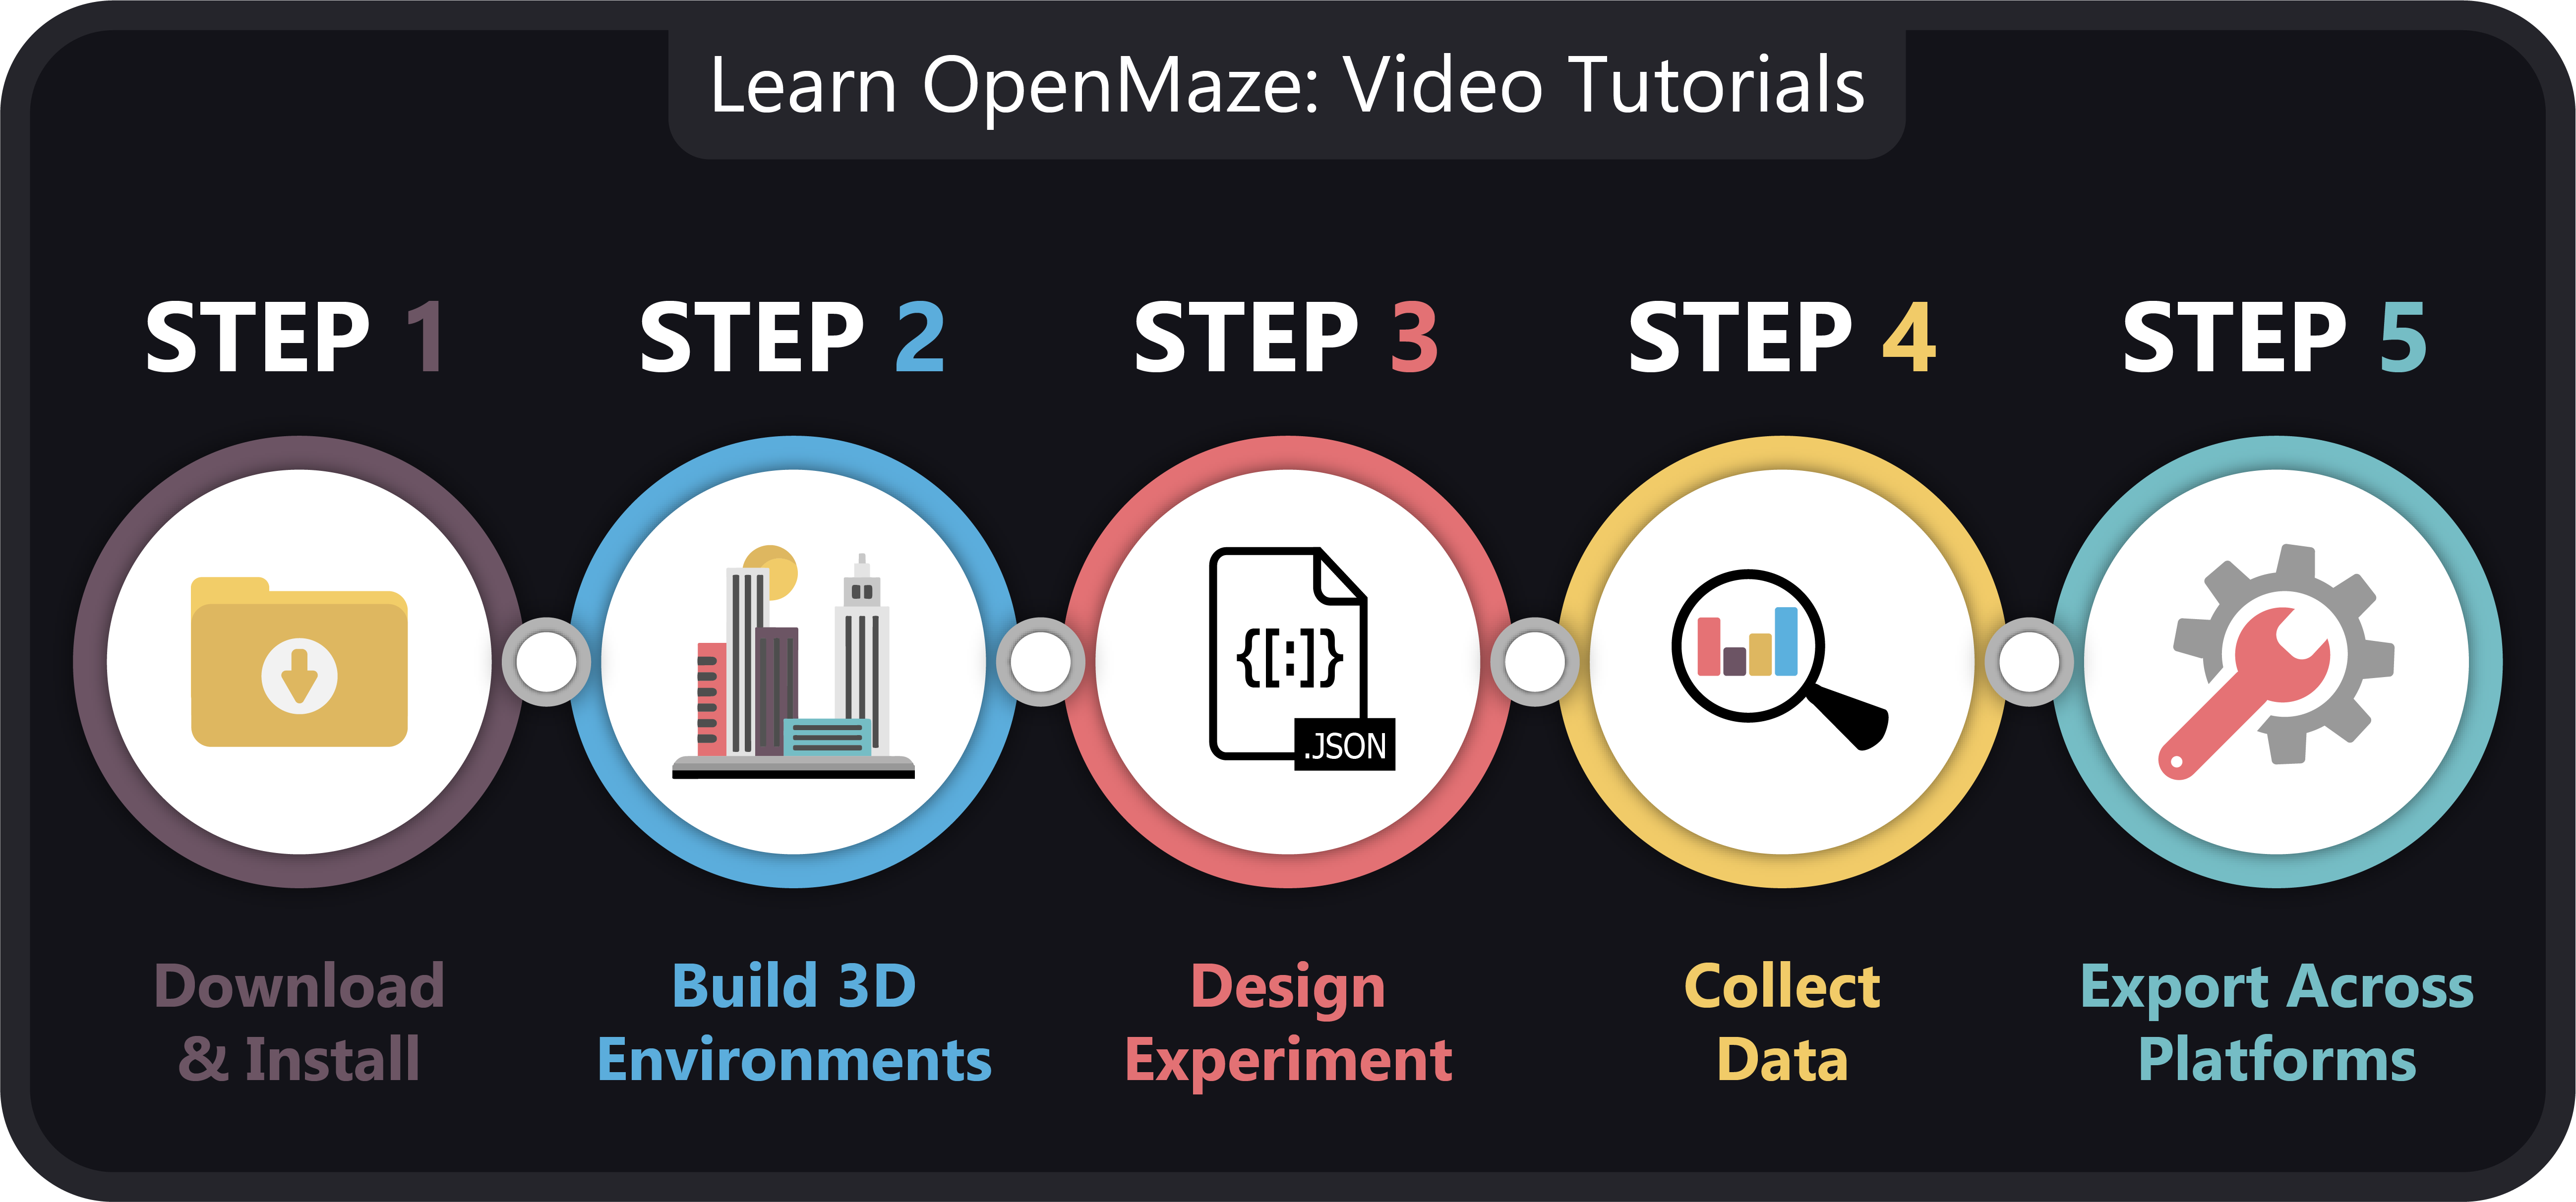 Learn OpenMaze: Video Tutorials
STEP 1
STEP 2
STEP 3
STEP 4
STEP 5
{[:]}
.JSON
Download
& Install
Build 3D
Environments
Design
Experiment
Collect
Data
Export Across
Platforms